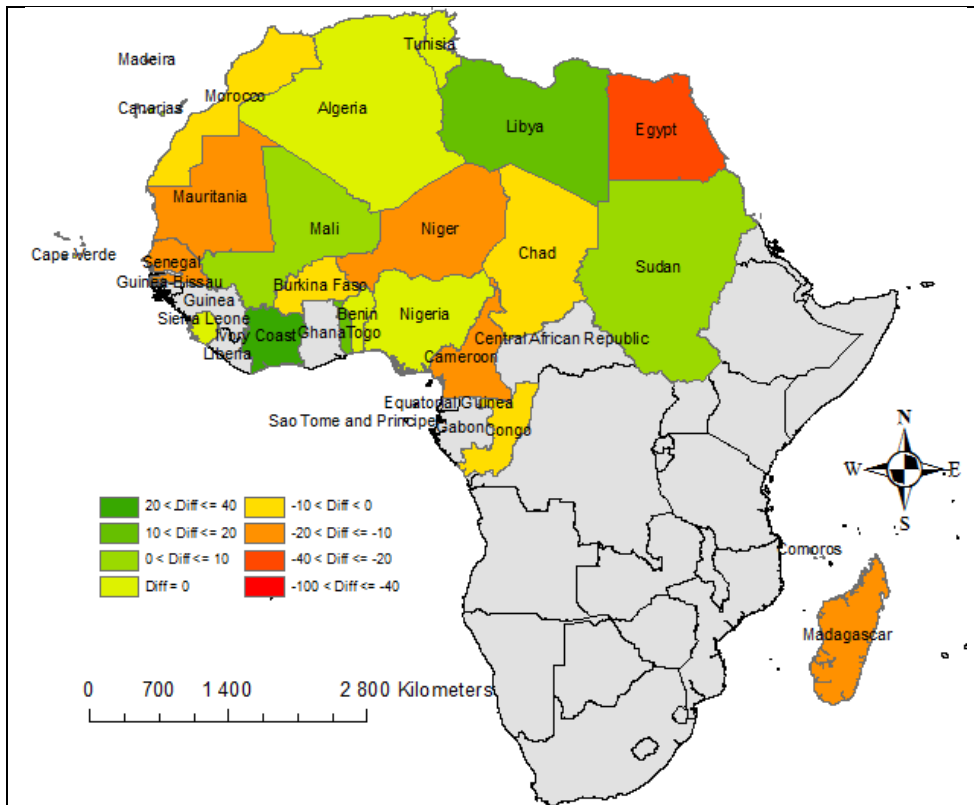 Tunisia
Madeira
Morocco
Canarias
Algeria
Libya
Egypt
Mauritania
Mali
Niger
Chad
Cape Verde
Senegal
Sudan
Guinea-Bissau
Burkina Faso
Guinea
Sierra Leone
Ivory Coast
Ghana
Benin
Togo
Nigeria
Liberia
Central African Republic
Cameroon
Equatorial Guinea
Sao Tome and Principe
Gabon
Congo
N
W
E
S
20 < Diff <= 40
10 < Diff <= 20
0 < Diff <= 10
Diff = 0
-10 < Diff < 0
-20 < Diff <= -10
-40 < Diff <= -20
-100 < Diff <= -40
Comoros
Madagascar
0 700 1 400 2 800 Kilometers